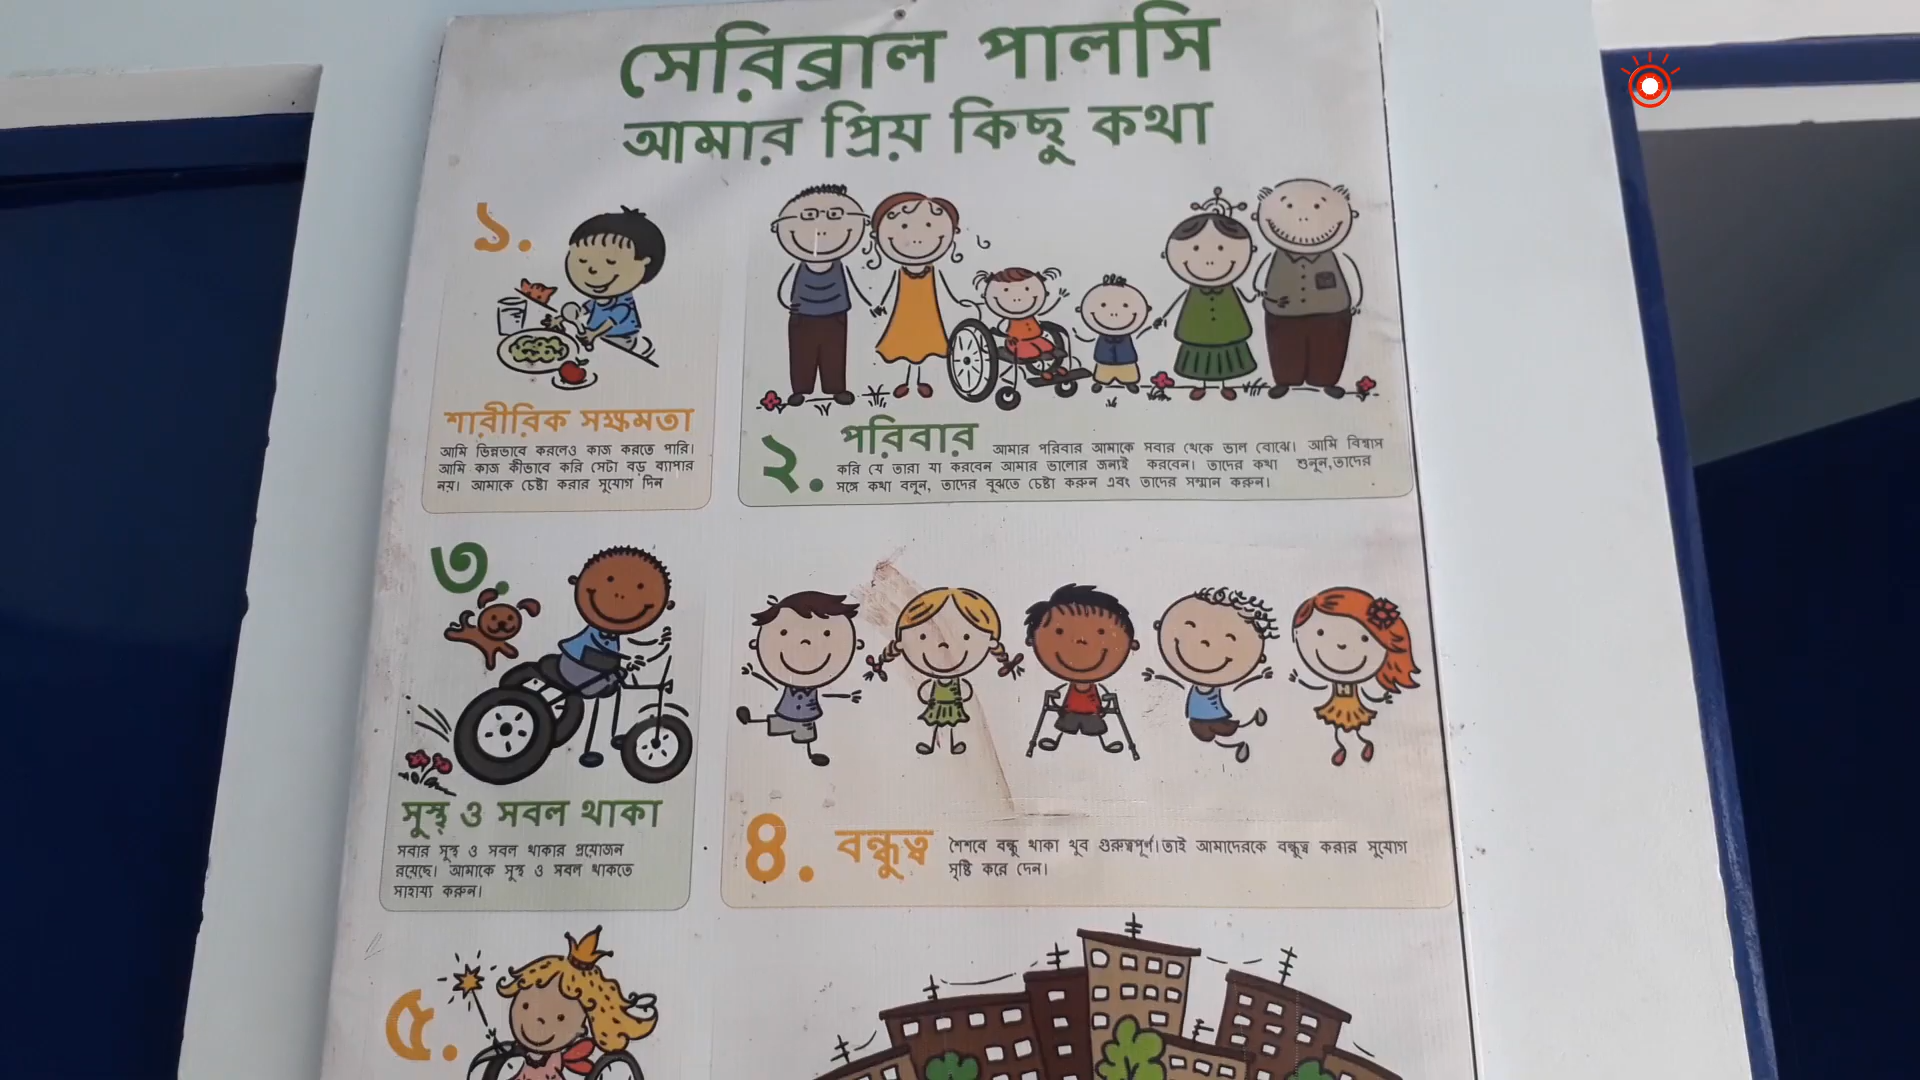 সেরিব্রাল পালসি
আমার প্রিয় কিছু কথা
১.
শারীরিক সক্ষমতা
আমি ভিন্নভাবে করলেও কাজ করতে পারি।
আমি কাজ কীভাবে করি সেটা বড় ব্যাপার
নয়। আমাকে চেষ্টা করার সুযোগ দিন
২.
পরিবার
আমার পরিবার আমাকে সবার থেকে ভাল বোঝে। আমি বিশ্বাস
করি যে তারা যা করবেন আমার ভালোর জন্যই করবেন। তাদের কথা শুনুন,তাদের
সঙ্গে কথা বলুন, তাদের বুঝতে চেষ্টা করুন এবং তাদের সম্মান করুন।
৩.
সুস্থ ও সবল থাকা
সবার সুস্থ ও সবল থাকার প্রয়োজন
রয়েছে। আমাকে সুস্থ ও সবল থাকতে
সাহায্য করুন।
৪.
বন্ধুত্ব
শৈশবে বন্ধু থাকা খুব গুরুত্বপূর্ণ।তাই আমাদেরকে বন্ধুত্ব করার সুযোগ
সৃষ্টি করে দেন।
৫.